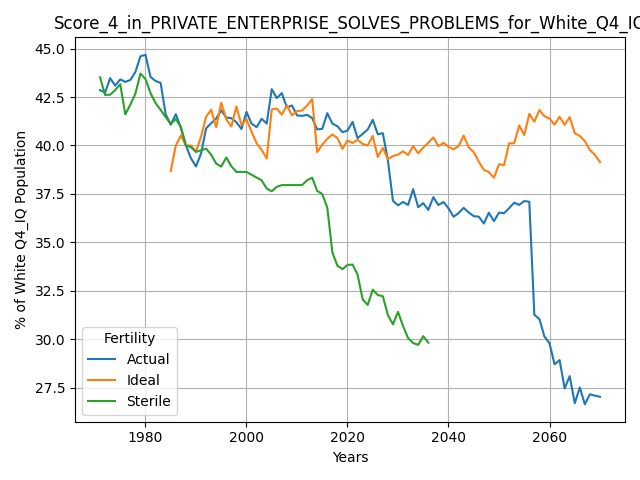 Score_4_in_PRIVATE_ENTERPRISE_SOLVES_PROBLEMS_for_White_Q4_IQ
45.0
42.5
40.0
37.5
35.0
32.5
30.0
27.5
% of White Q4_IQ Population
Fertility
Actual
Ideal
Sterile
1980
2000
2020
2040
2060
Years